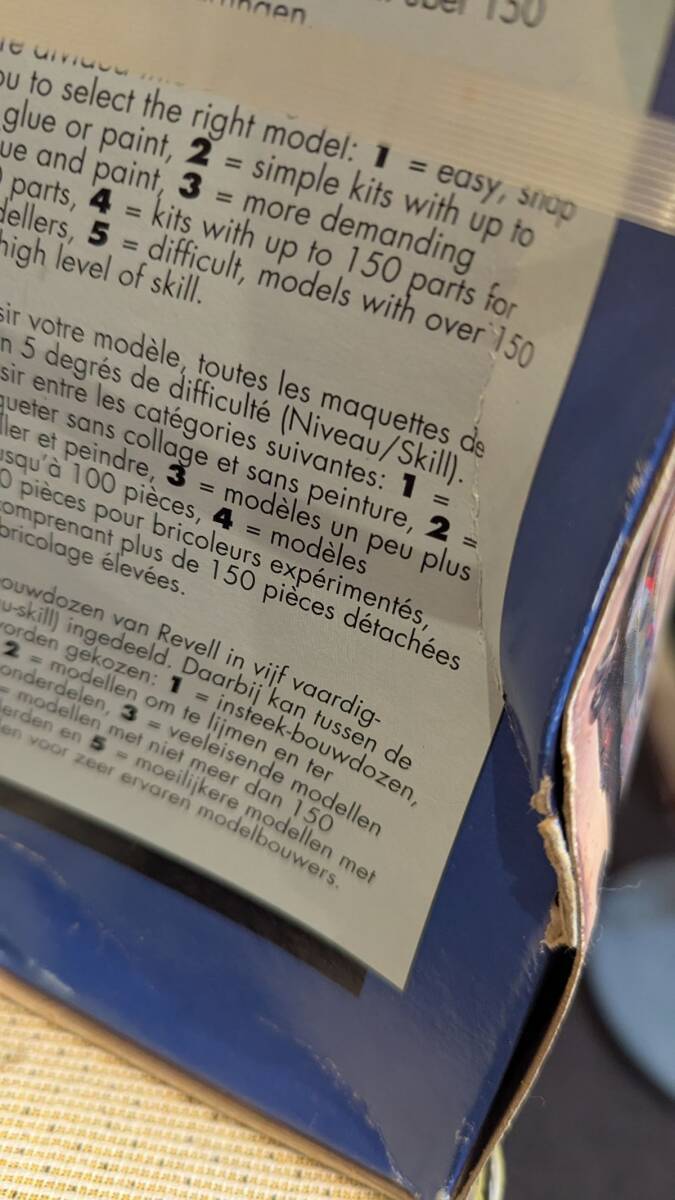 über 150
ou to select the right model: 1 = easy, snap
glue or paint, 2 = simple kits with up to
ue and paint, 3 = more demanding
parts, 4 = kits with up to 150 parts for
dellers, 5 = difficult, models with over 150
high level of skill.
sir votre modèle, toutes les maquettes de
n 5 degrés de difficulté (Niveau/Skill).
sir entre les catégories suivantes: 1 =
queter sans collage et sans peinture, 2 =
ller et peindre, 3 = modèles un peu plus
usqu'à 100 pièces, 4 = modèles
0 pièces pour bricoleurs expérimentés,
omprenant plus de 150 pièces détachées
bricolage élevées.
ouwdozen van Revell in vijf vaardig-
u-skill) ingedeeld. Daarbij kan tussen de
orden gekozen: 1 = insteek-bouwdozen,
2 = modellen om te lijmen en ter
onderdelen, 3 = veeleisende modellen
= modellen met niet meer dan 150
erden en 5 = moeilijkere modellen met
en voor zeer ervaren modelbouwers.